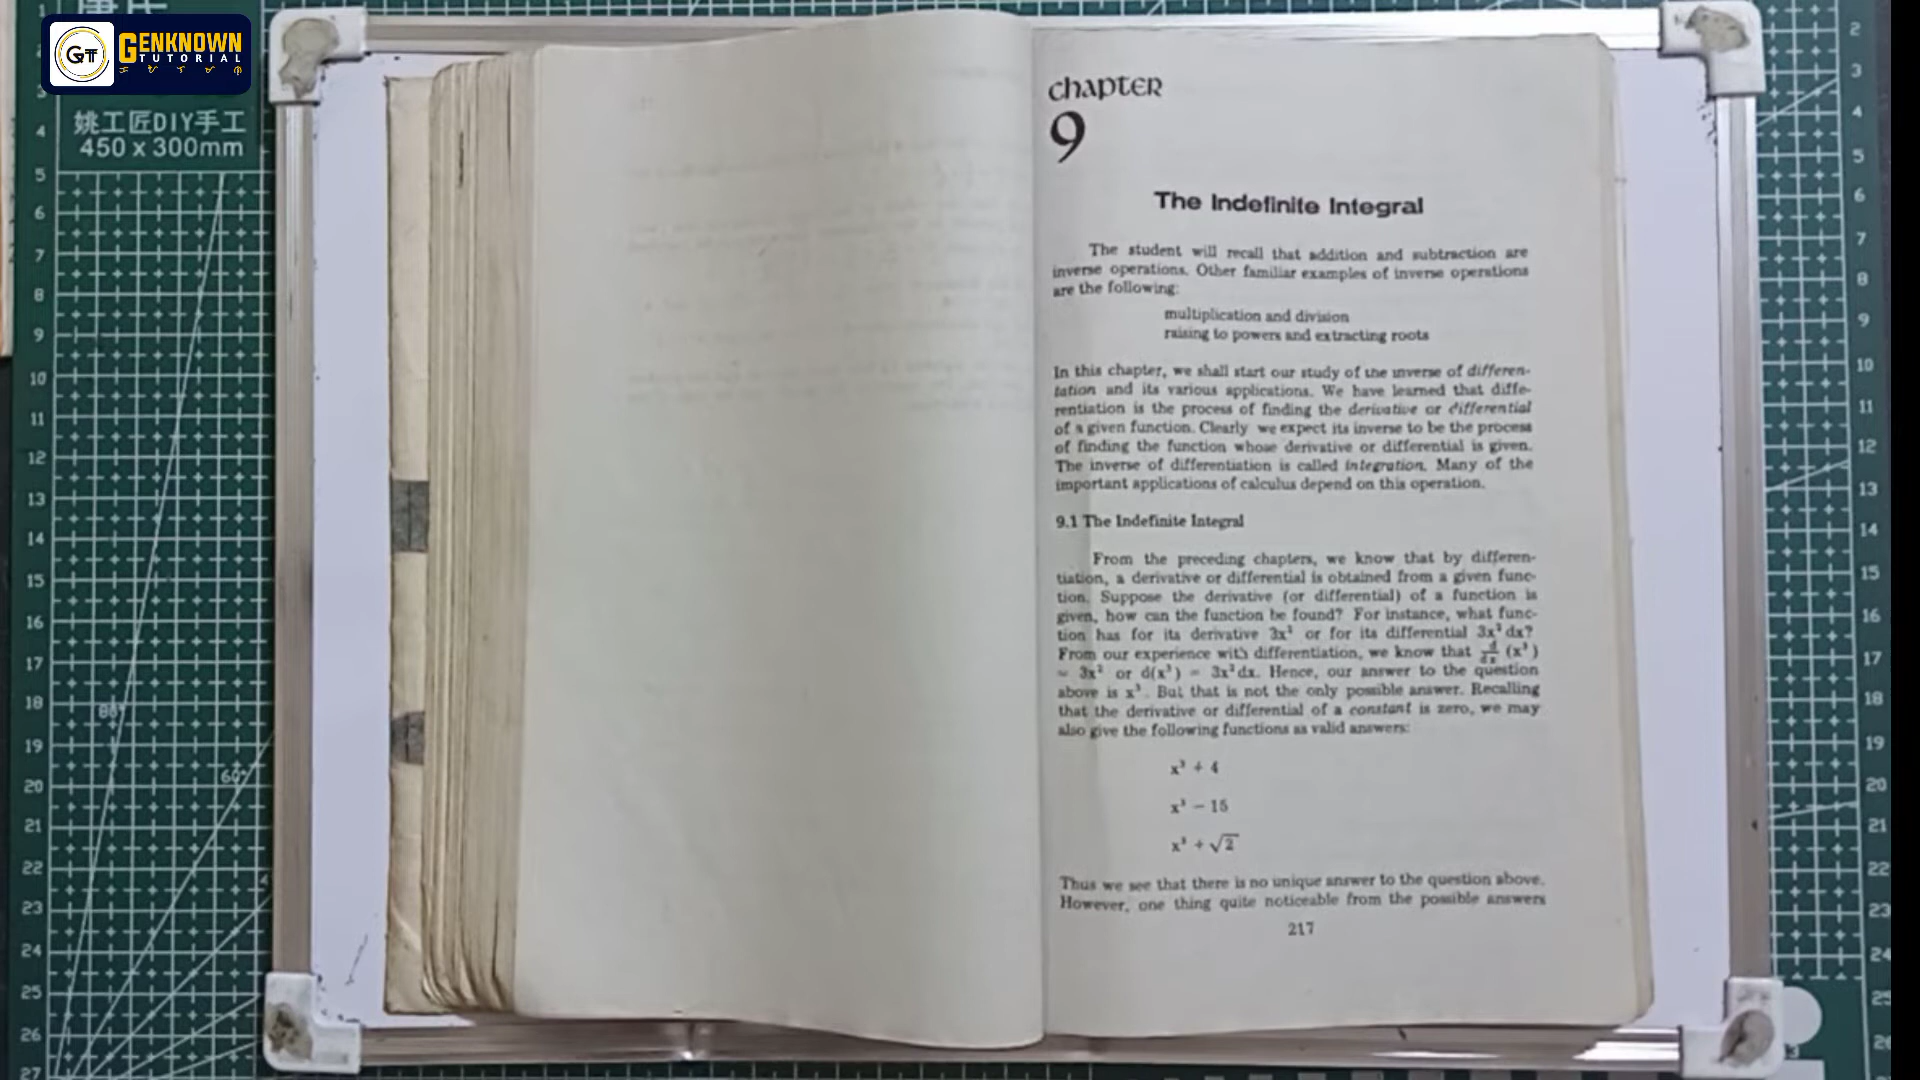 GT
GENKNOWN
TUTORIAL
姚工匠DIY手工
450 x 300mm
chapter
9
The Indefinite Integral
The student will recall that addition and subtraction are
inverse operations. Other familiar examples of inverse operations
are the following:
multiplication and division
raising to powers and extracting roots
In this chapter, we shall start our study of the inverse of differen-
tation and its various applications. We have learned that diffe-
rentiation is the process of finding the derivative or differential
of a given function. Clearly we expect its inverse to be the process
of finding the function whose derivative or differential is given.
The inverse of differentiation is called integration. Many of the
important applications of calculus depend on this operation.
9.1 The Indefinite Integral
From the preceding chapters, we know that by differen-
tiation, a derivative or differential is obtained from a given func-
tion. Suppose the derivative (or differential) of a function is
given, how can the function be found? For instance, what func-
tion has for its derivative 3x² or for its differential 3x² dx?
From our experience with differentiation, we know that d/dx (x³)
= 3x² or d(x³) = 3x² dx. Hence, our answer to the question
above is x³. But that is not the only possible answer. Recalling
that the derivative or differential of a constant is zero, we may
also give the following functions as valid answers:
x³ + 4
x³ − 15
x³ + √2
Thus we see that there is no unique answer to the question above.
However, one thing quite noticeable from the possible answers
217